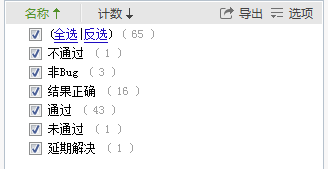 名称↑ 计数↓ 导出 选项
(全选|反选) ( 65 )
不通过 ( 1 )
非Bug ( 3 )
结果正确 ( 16 )
通过 ( 43 )
未通过 ( 1 )
延期解决 ( 1 )